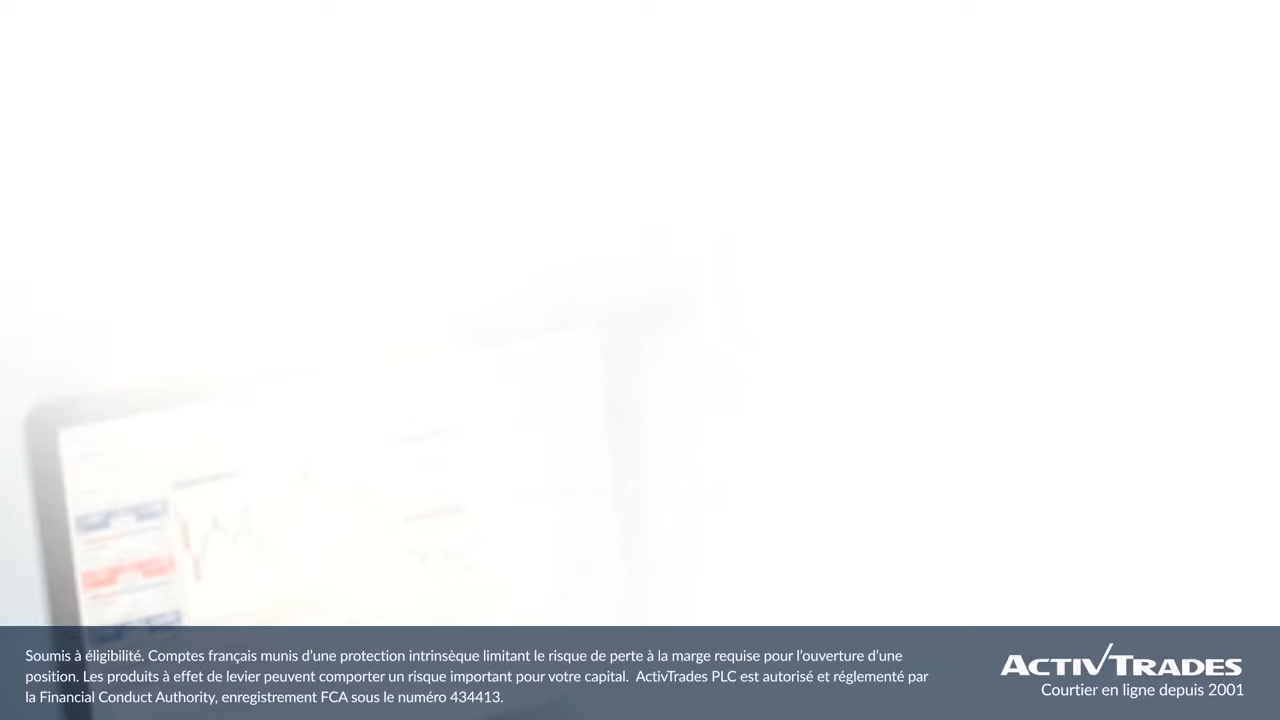 Soumis à éligibilité. Comptes français munis d’une protection intrinsèque limitant le risque de perte à la marge requise pour l’ouverture d’une
position. Les produits à effet de levier peuvent comporter un risque important pour votre capital. ActivTrades PLC est autorisé et réglementé par
la Financial Conduct Authority, enregistrement FCA sous le numéro 434413.
ACTIVTRADES
Courtier en ligne depuis 2001